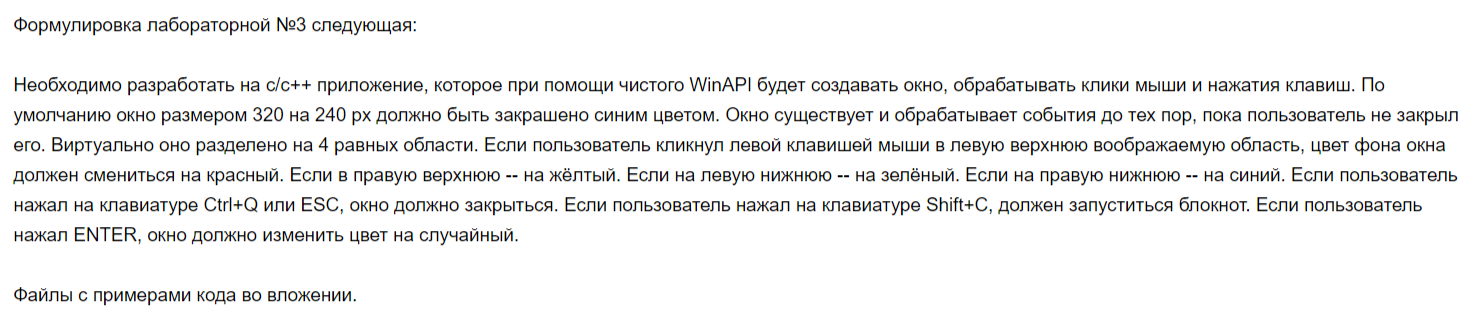 Формулировка лабораторной №3 следующая:
Необходимо разработать на c/c++ приложение, которое при помощи чистого WinAPI будет создавать окно, обрабатывать клики мыши и нажатия клавиш. По
умолчанию окно размером 320 на 240 px должно быть закрашено синим цветом. Окно существует и обрабатывает события до тех пор, пока пользователь не закрыл
его. Виртуально оно разделено на 4 равных области. Если пользователь кликнул левой клавишей мыши в левую верхнюю воображаемую область, цвет фона окна
должен смениться на красный. Если в правую верхнюю -- на жёлтый. Если на левую нижнюю -- на зелёный. Если на правую нижнюю -- на синий. Если пользователь
нажал на клавиатуре Ctrl+Q или ESC, окно должно закрыться. Если пользователь нажал на клавиатуре Shift+C, должен запуститься блокнот. Если пользователь
нажал ENTER, окно должно изменить цвет на случайный.
Файлы с примерами кода во вложении.